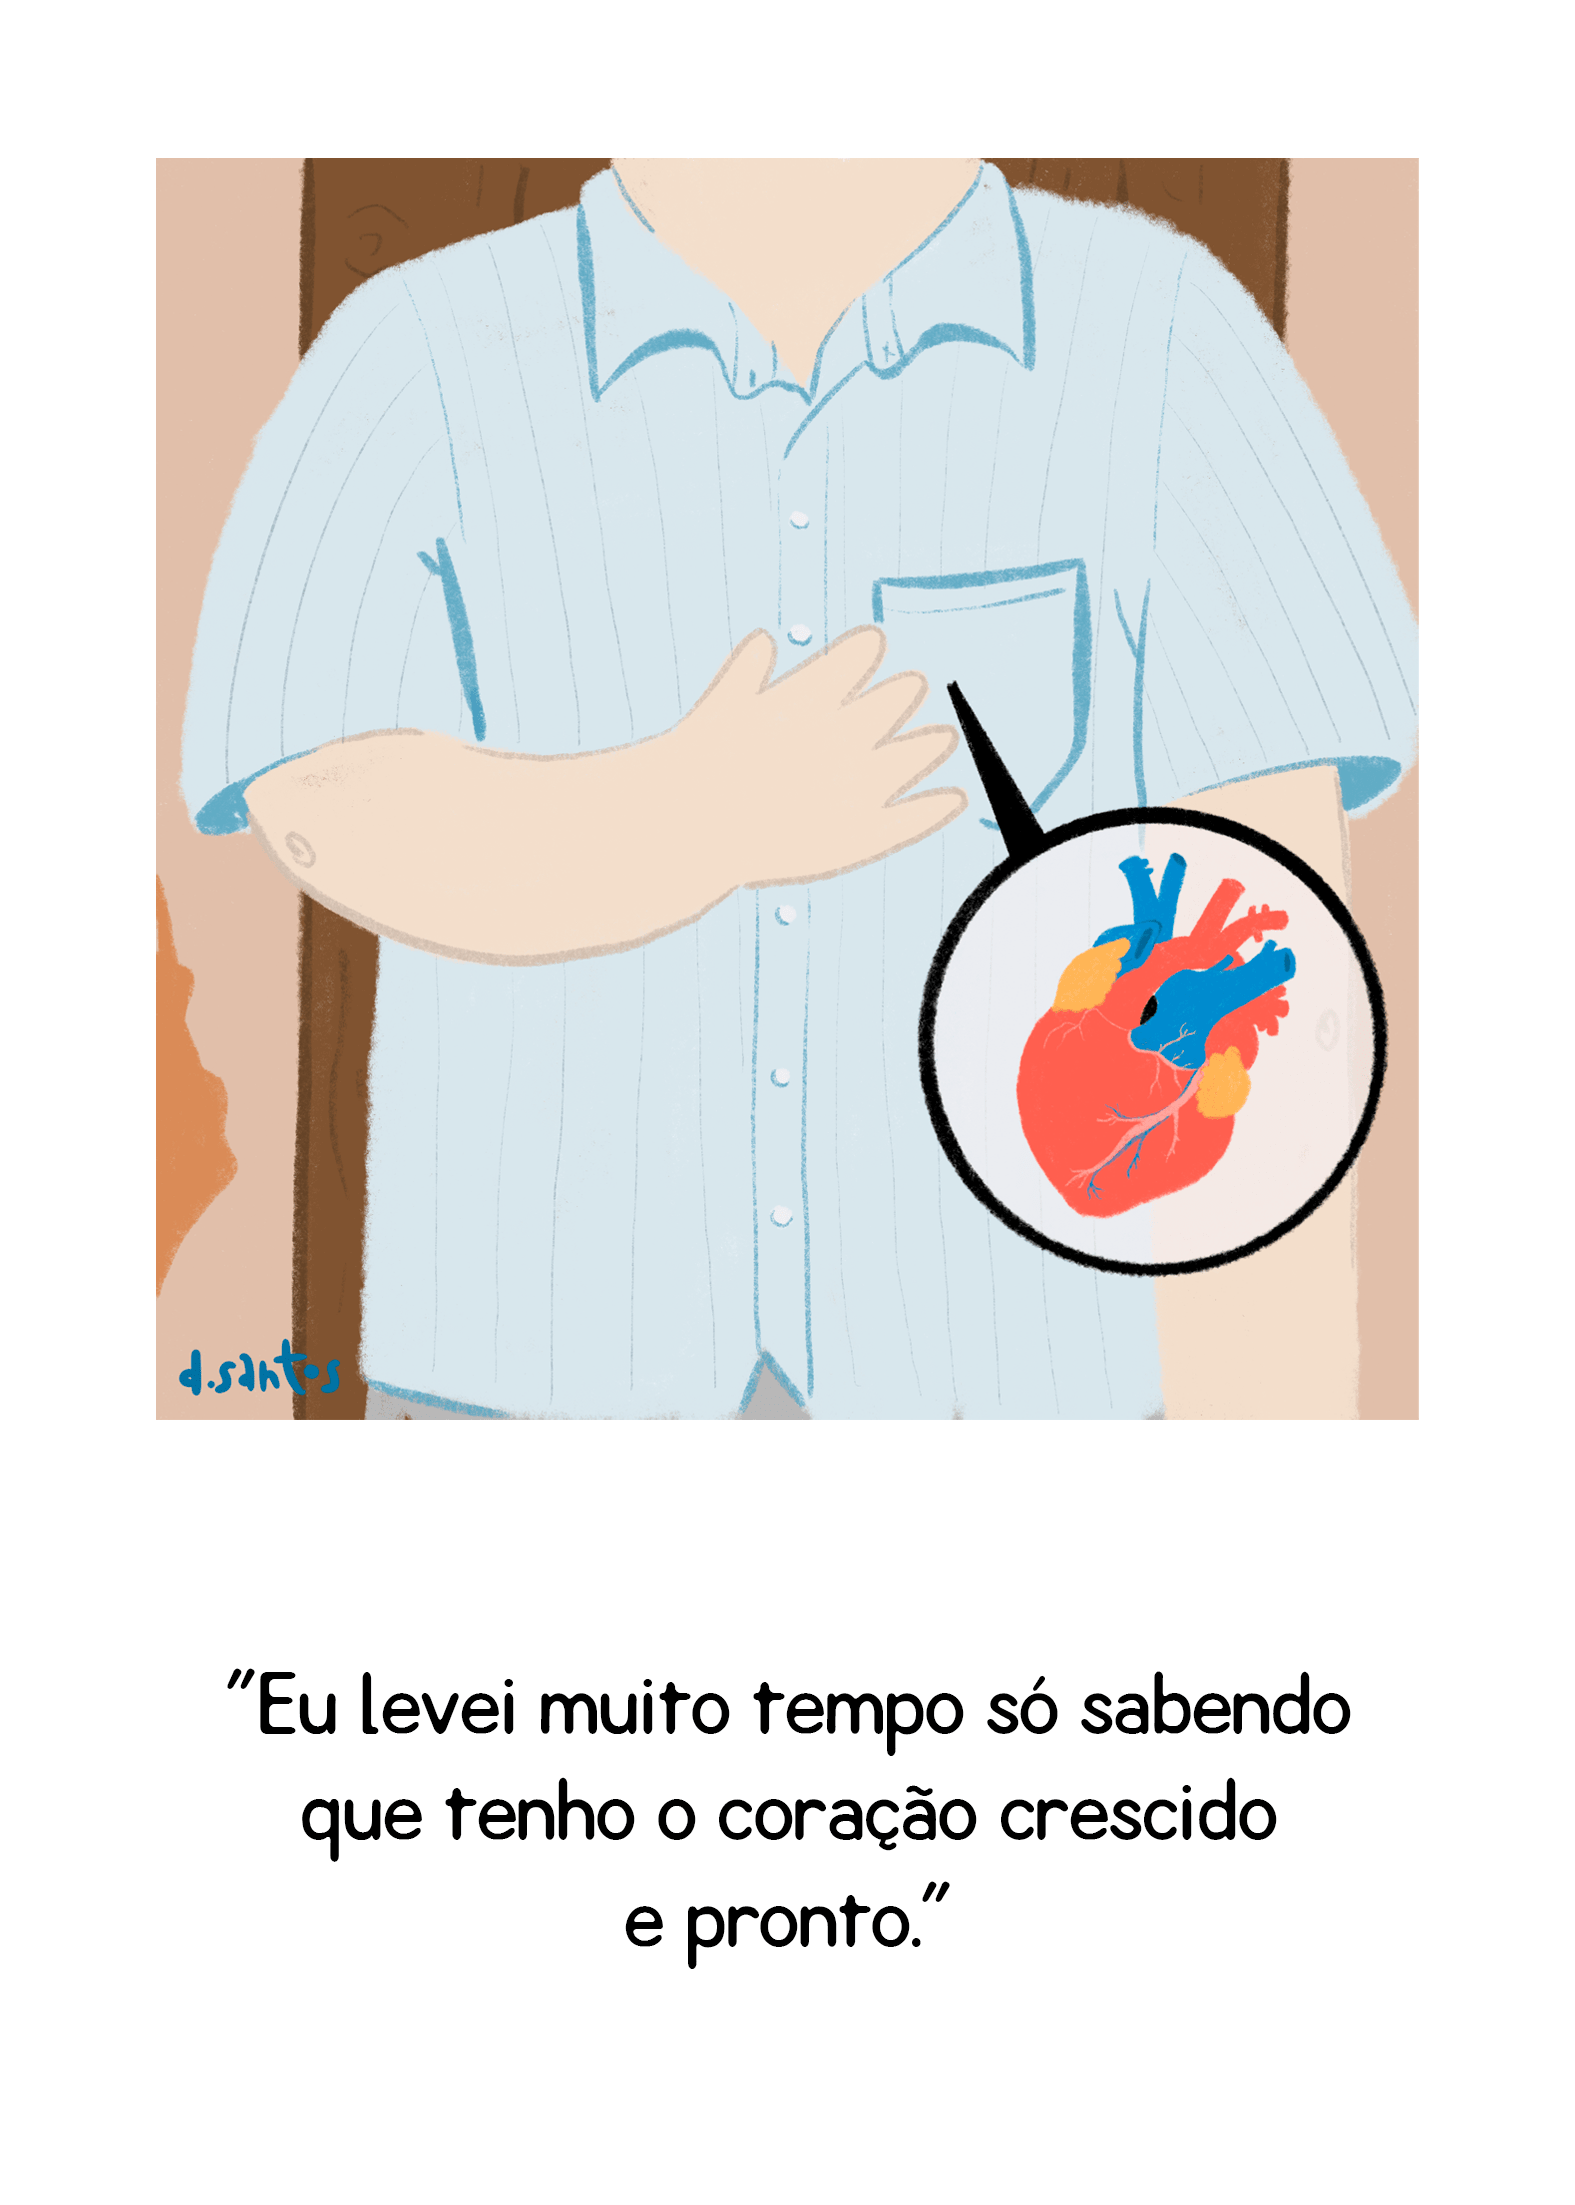 d.santos
"Eu levei muito tempo só sabendo
que tenho o coração crescido
e pronto."